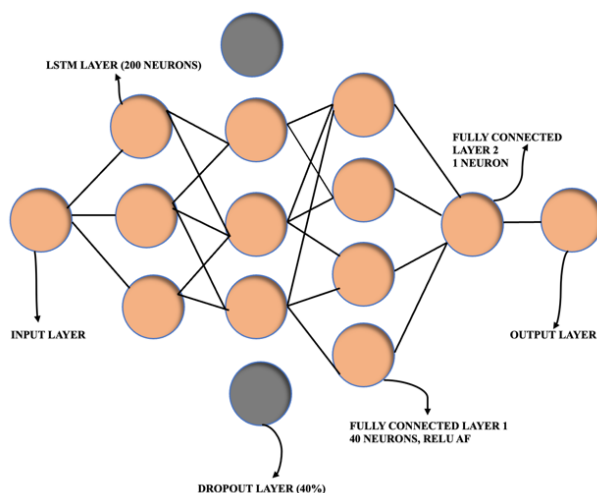 LSTM LAYER (200 NEURONS)
FULLY CONNECTED
LAYER 2
1 NEURON
INPUT LAYER
OUTPUT LAYER
FULLY CONNECTED LAYER 1
40 NEURONS, RELU AF
DROPOUT LAYER (40%)